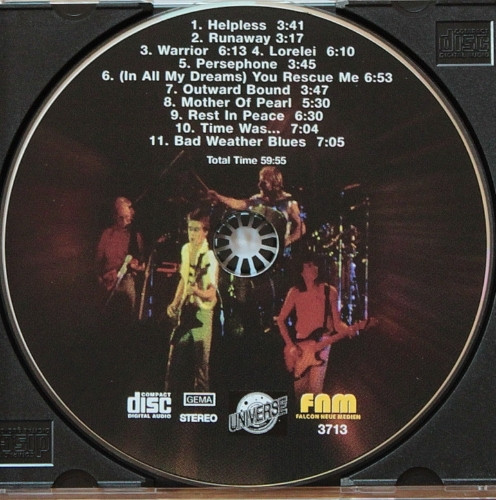 1. Helpless 3:41
2. Runaway 3:17
3. Warrior 6:13 4. Lorelei 6:10
5. Persephone 3:45
6. (In All My Dreams) You Rescue Me 6:53
7. Outward Bound 3:47
8. Mother Of Pearl 5:30
9. Rest In Peace 6:30
10. Time Was... 7:04
11. Bad Weather Blues 7:05
Total Time 59:55
COMPACT
disc
COMPACT
disc
DIGITAL AUDIO
GEMA
STEREO
UNIVERSE
FNM
FALCON NEUE MEDIEN
3713